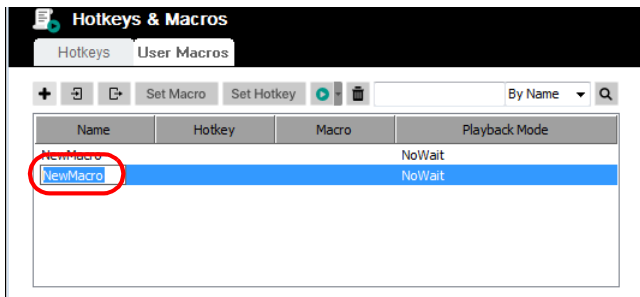 Hotkeys & Macros
Hotkeys User Macros
Set Macro Set Hotkey By Name
Name Hotkey Macro Playback Mode
NewMacro NoWait
NewMacro NoWait